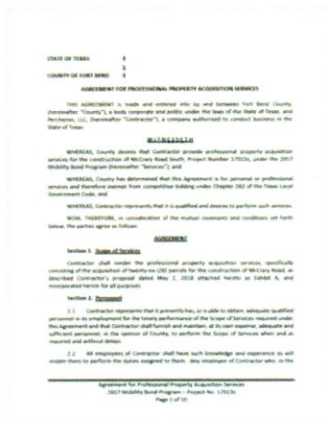 STATE OF TEXAS §
§
COUNTY OF FORT BEND §
AGREEMENT FOR PROFESSIONAL PROPERTY ACQUISITION SERVICES
THIS AGREEMENT is made and entered into by and between Fort Bend County,
(hereinafter "County"), a body corporate and politic under the laws of the State of Texas, and
Percheron, LLC, (hereinafter "Contractor"), a company authorized to conduct business in the
State of Texas.
WITNESSETH
WHEREAS, County desires that Contractor provide professional property acquisition
services for the construction of McCrary Road South, Project Number 17913x, under the 2017
Mobility Bond Program (hereinafter "Services"); and
WHEREAS, County has determined that this Agreement is for personal or professional
services and therefore exempt from competitive bidding under Chapter 262 of the Texas Local
Government Code; and
WHEREAS, Contractor represents that it is qualified and desires to perform such services.
NOW, THEREFORE, in consideration of the mutual covenants and conditions set forth
below, the parties agree as follows:
AGREEMENT
Section 1. Scope of Services
Contractor shall render the professional property acquisition services, specifically
consisting of the acquisition of twenty-six (26) parcels for the construction of McCrary Road, as
described Contractor's proposal dated May 1, 2018 attached hereto as Exhibit A, and
incorporated herein for all purposes.
Section 2. Personnel
2.1 Contractor represents that it presently has, or is able to obtain, adequate qualified
personnel in its employment for the timely performance of the Scope of Services required under
this Agreement and that Contractor shall furnish and maintain, at its own expense, adequate and
sufficient personnel, in the opinion of County, to perform the Scope of Services when and as
required and without delays.
2.2 All employees of Contractor shall have such knowledge and experience as will
enable them to perform the duties assigned to them. Any employee of Contractor who, in the
Agreement for Professional Property Acquisition Services
2017 Mobility Bond Program – Project No. 17913x
Page 1 of 10